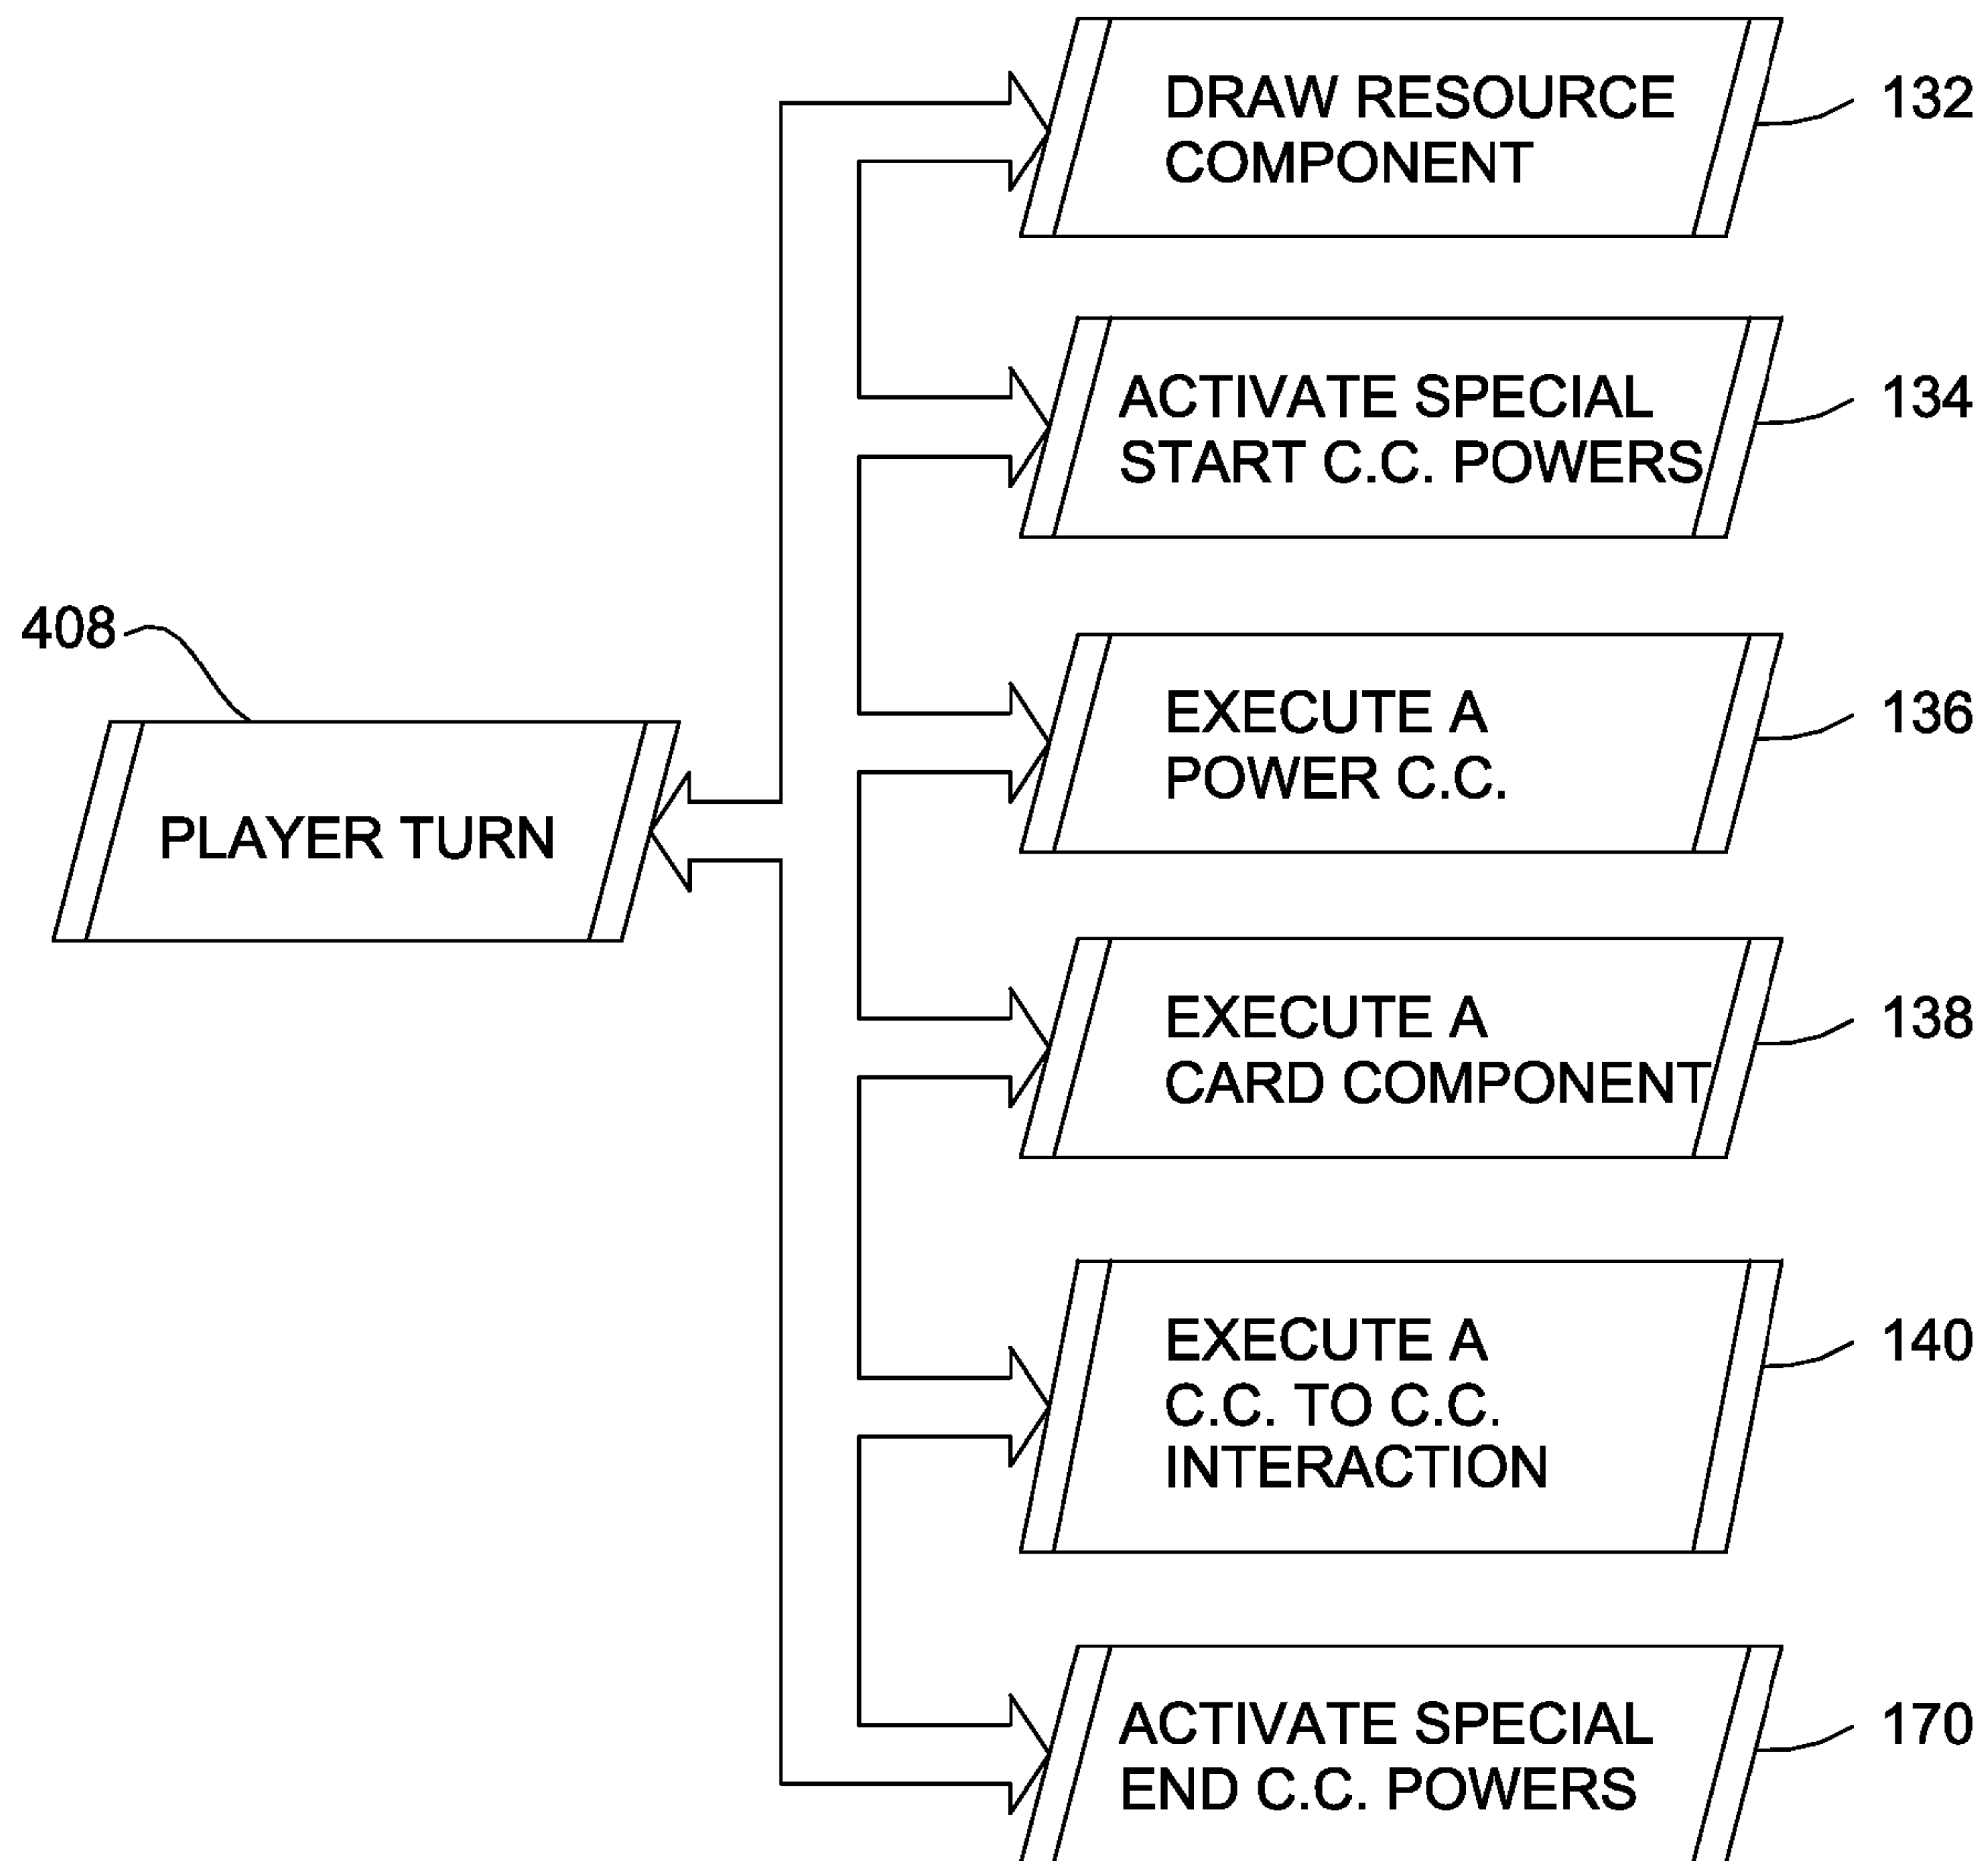 DRAW RESOURCE
COMPONENT
132
ACTIVATE SPECIAL
START C.C. POWERS
134
408
PLAYER TURN
EXECUTE A
POWER C.C.
136
EXECUTE A
CARD COMPONENT
138
EXECUTE A
C.C. TO C.C.
INTERACTION
140
ACTIVATE SPECIAL
END C.C. POWERS
170